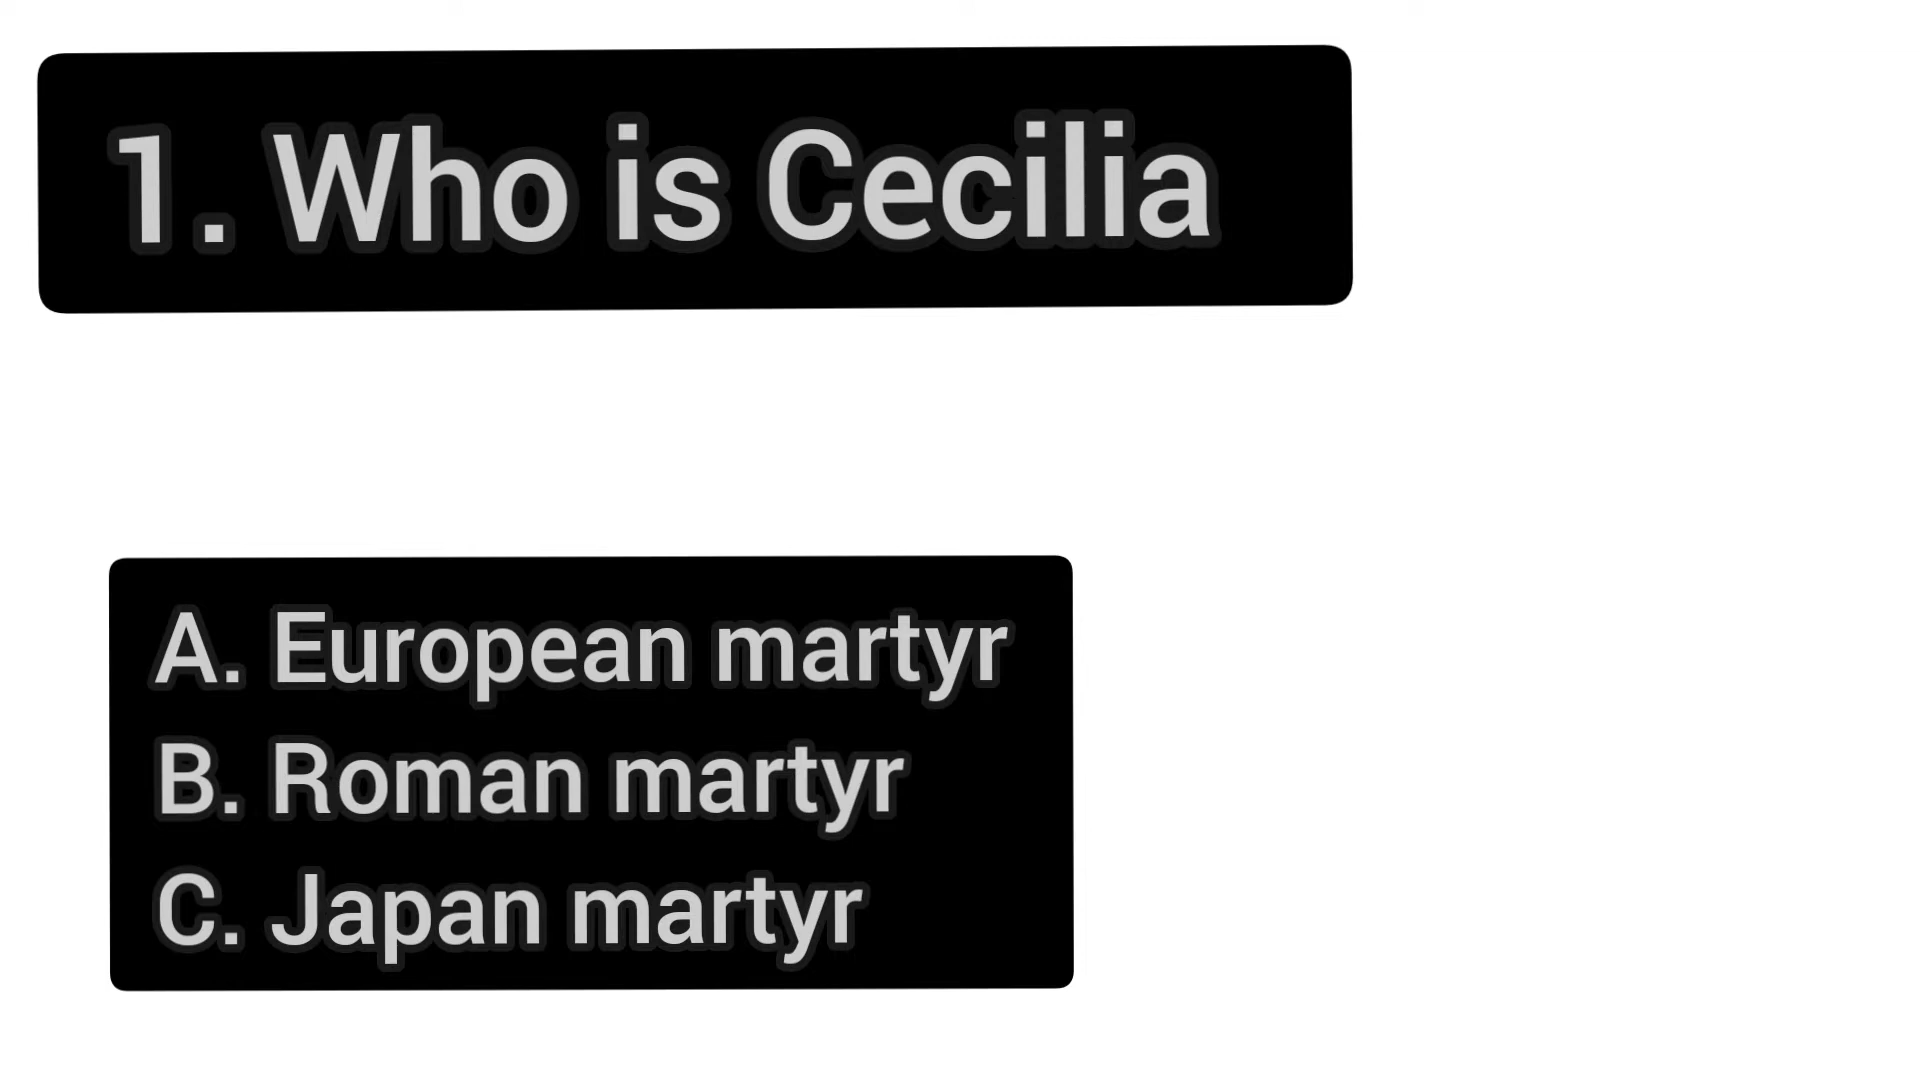 1. Who is Cecilia
A. European martyr
B. Roman martyr
C. Japan martyr